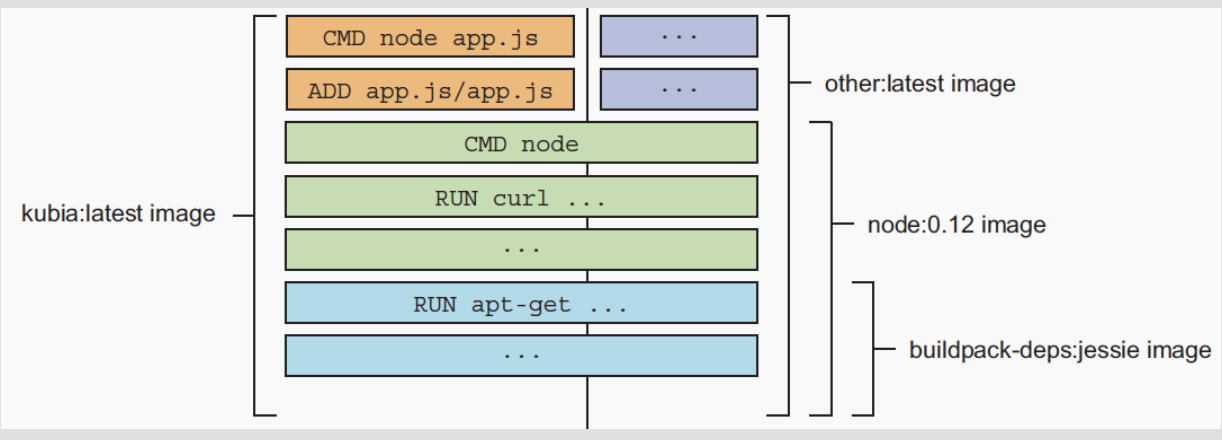 CMD node app.js
...
ADD app.js/app.js
...
other:latest image
CMD node
RUN curl ...
kubia:latest image
node:0.12 image
...
RUN apt-get ...
...
buildpack-deps:jessie image